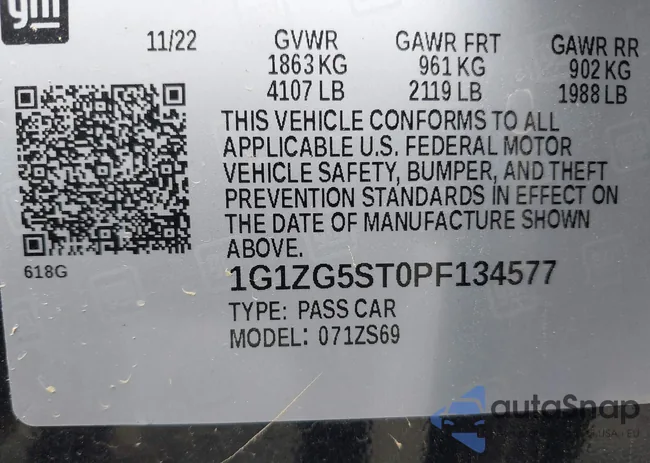 gm
11/22
GVWR
1863 KG
4107 LB
GAWR FRT
961 KG
2119 LB
GAWR RR
902 KG
1988 LB
THIS VEHICLE CONFORMS TO ALL
APPLICABLE U.S. FEDERAL MOTOR
VEHICLE SAFETY, BUMPER, AND THEFT
PREVENTION STANDARDS IN EFFECT ON
THE DATE OF MANUFACTURE SHOWN
ABOVE.
618G
1G1ZG5ST0PF134577
TYPE: PASS CAR
MODEL: 071ZS69
autoSnap